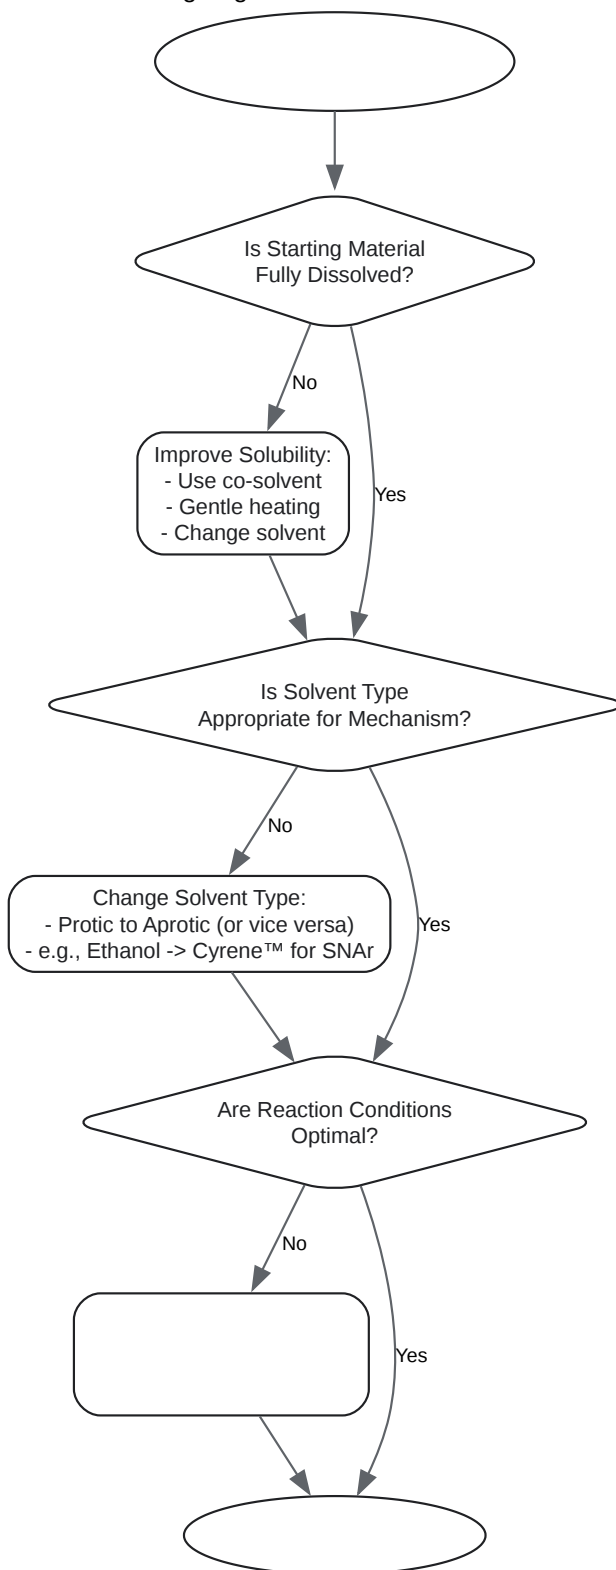 Is Starting Material
Fully Dissolved?
No
Improve Solubility:
- Use co-solvent
- Gentle heating
- Change solvent
Yes
Is Solvent Type
Appropriate for Mechanism?
No
Change Solvent Type:
- Protic to Aprotic (or vice versa)
- e.g., Ethanol -> Cyrene™ for SNAr
Yes
Are Reaction Conditions
Optimal?
No
Yes